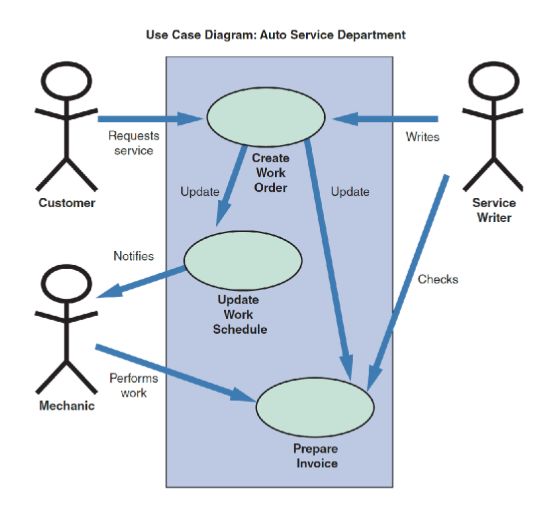 Use Case Diagram: Auto Service Department
Requests
service
Writes
Create
Work
Order
Customer
Service
Writer
Update
Update
Notifies
Checks
Update
Work
Schedule
Performs
work
Mechanic
Prepare
Invoice